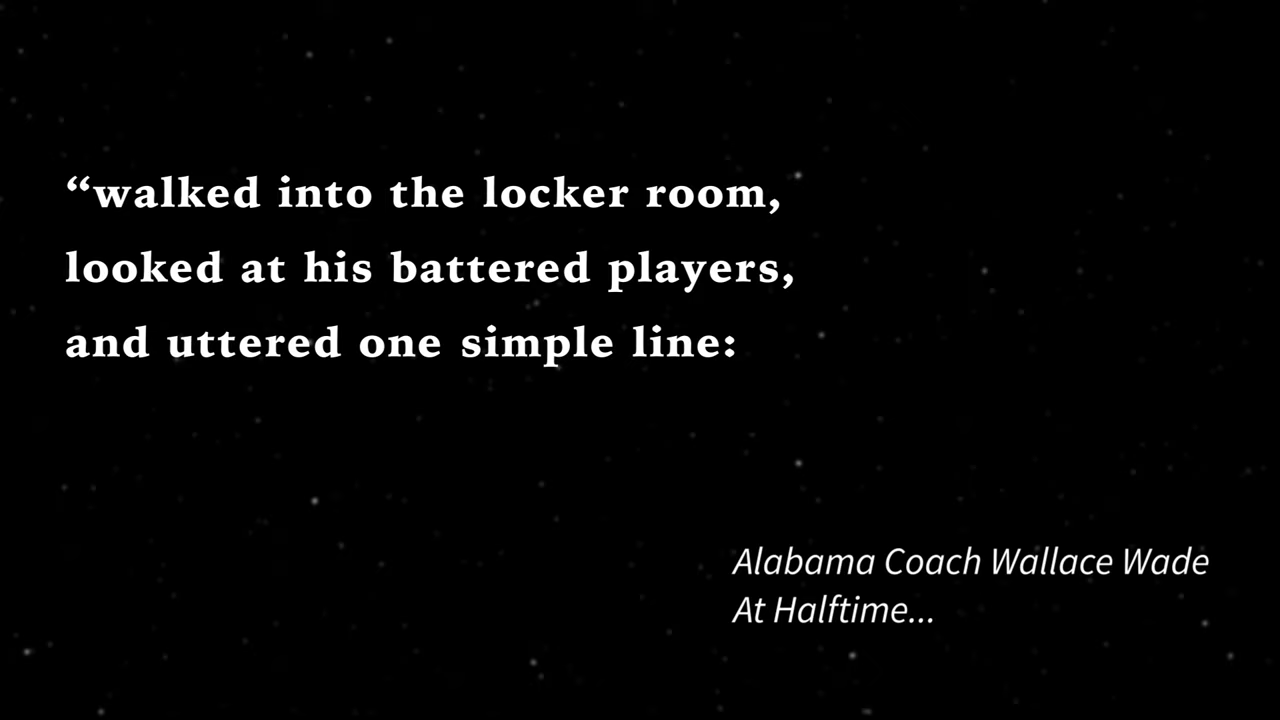 “walked into the locker room,
looked at his battered players,
and uttered one simple line:
Alabama Coach Wallace Wade
At Halftime...